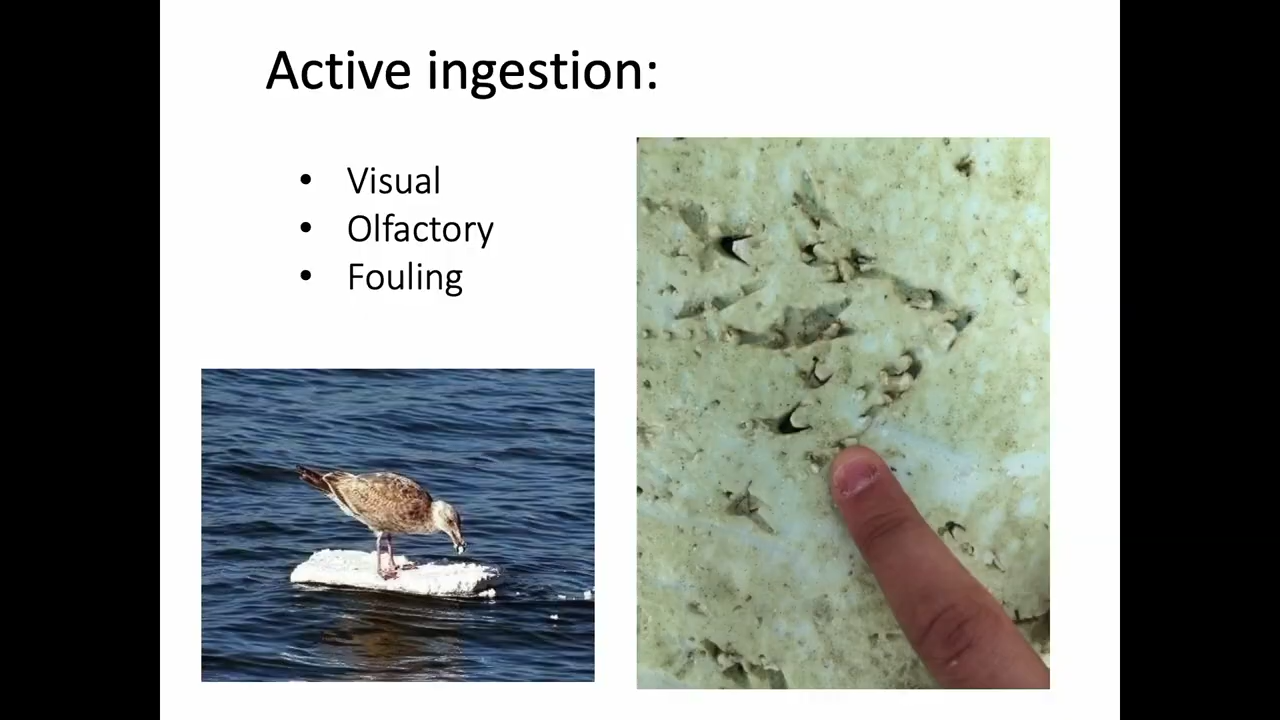 Active ingestion:
• Visual
• Olfactory
• Fouling